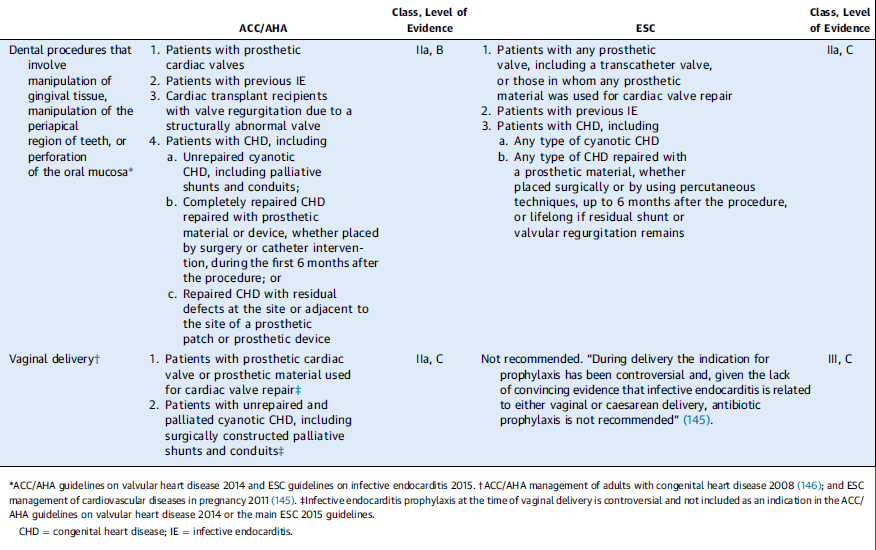 ACC/AHA
Class, Level of
Evidence
ESC
Class, Level
of Evidence
Dental procedures that
involve
manipulation of
gingival tissue,
manipulation of the
periapical
region of teeth, or
perforation
of the oral mucosa*
1. Patients with prosthetic
cardiac valves
2. Patients with previous IE
3. Cardiac transplant recipients
with valve regurgitation due to a
structurally abnormal valve
4. Patients with CHD, including
a. Unrepaired cyanotic
CHD, including palliative
shunts and conduits;
b. Completely repaired CHD
repaired with prosthetic
material or device, whether placed
by surgery or catheter interven-
tion, during the first 6 months after
the procedure; or
c. Repaired CHD with residual
defects at the site or adjacent to
the site of a prosthetic
patch or prosthetic device
IIa, B
1. Patients with any prosthetic
valve, including a transcatheter valve,
or those in whom any prosthetic
material was used for cardiac valve repair
2. Patients with previous IE
3. Patients with CHD, including
a. Any type of cyanotic CHD
b. Any type of CHD repaired with
a prosthetic material, whether
placed surgically or by using percutaneous
techniques, up to 6 months after the procedure,
or lifelong if residual shunt or
valvular regurgitation remains
IIa, C
Vaginal delivery†
1. Patients with prosthetic cardiac
valve or prosthetic material used
for cardiac valve repair‡
2. Patients with unrepaired and
palliated cyanotic CHD, including
surgically constructed palliative
shunts and conduits‡
IIa, C
Not recommended. “During delivery the indication for
prophylaxis has been controversial and, given the lack
of convincing evidence that infective endocarditis is related
to either vaginal or caesarean delivery, antibiotic
prophylaxis is not recommended” (145).
III, C
*ACC/AHA guidelines on valvular heart disease 2014 and ESC guidelines on infective endocarditis 2015. †ACC/AHA management of adults with congenital heart disease 2008 (146); and ESC
management of cardiovascular diseases in pregnancy 2011 (145). ‡Infective endocarditis prophylaxis at the time of vaginal delivery is controversial and not included as an indication in the ACC/
AHA guidelines on valvular heart disease 2014 or the main ESC 2015 guidelines.
CHD = congenital heart disease; IE = infective endocarditis.